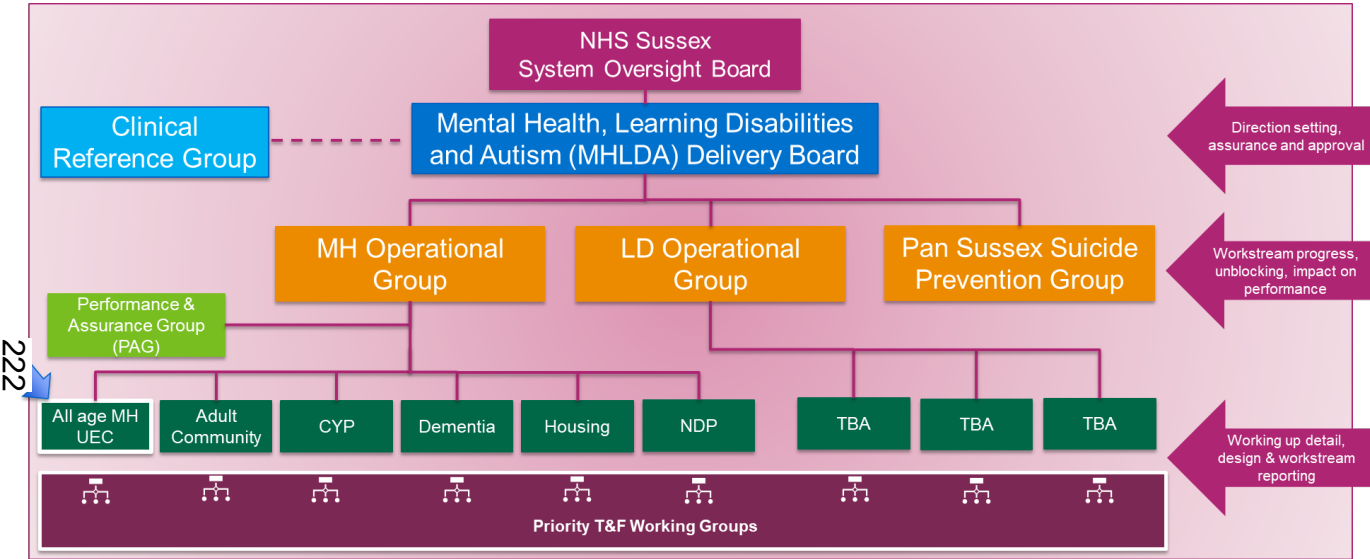 NHS Sussex
System Oversight Board
Clinical
Reference Group
Mental Health, Learning Disabilities
and Autism (MHLDA) Delivery Board
Direction setting,
assurance and approval
MH Operational
Group
LD Operational
Group
Pan Sussex Suicide
Prevention Group
Workstream progress,
unblocking, impact on
performance
Performance &
Assurance Group
(PAG)
222
All age MH
UEC
Adult
Community
CYP
Dementia
Housing
NDP
TBA
TBA
TBA
Working up detail,
design & workstream
reporting
Priority T&F Working Groups